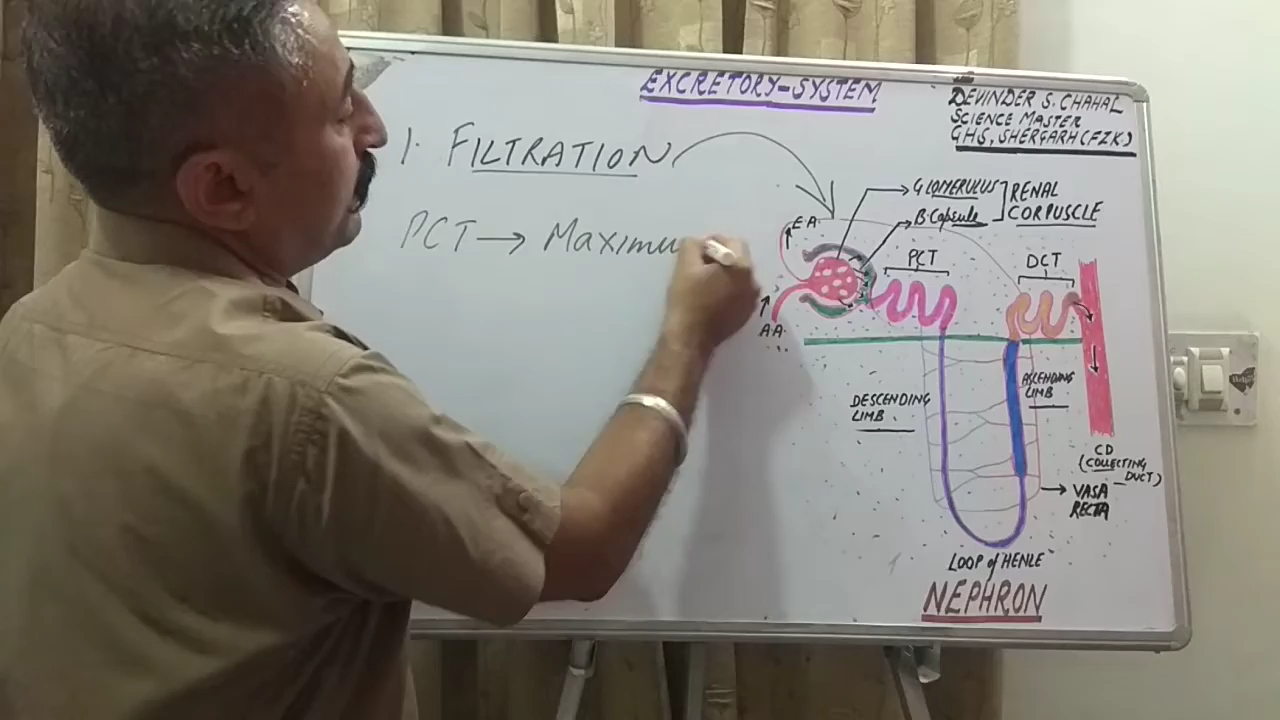 EXCRETORY-SYSTEM
DEVINDER S. CHAHAL
SCIENCE MASTER
GHS, SHERGARH (FZK.)
1. FILTRATION
PCT → Maximu
GLOMERULUS
B. Capsule
RENAL
CORPUSCLE
E.A.
A.A.
PCT
DCT
DESCENDING
LIMB
ASCENDING
LIMB
CD
(COLLECTING
DUCT)
VASA
RECTA
LOOP of HENLE
NEPHRON